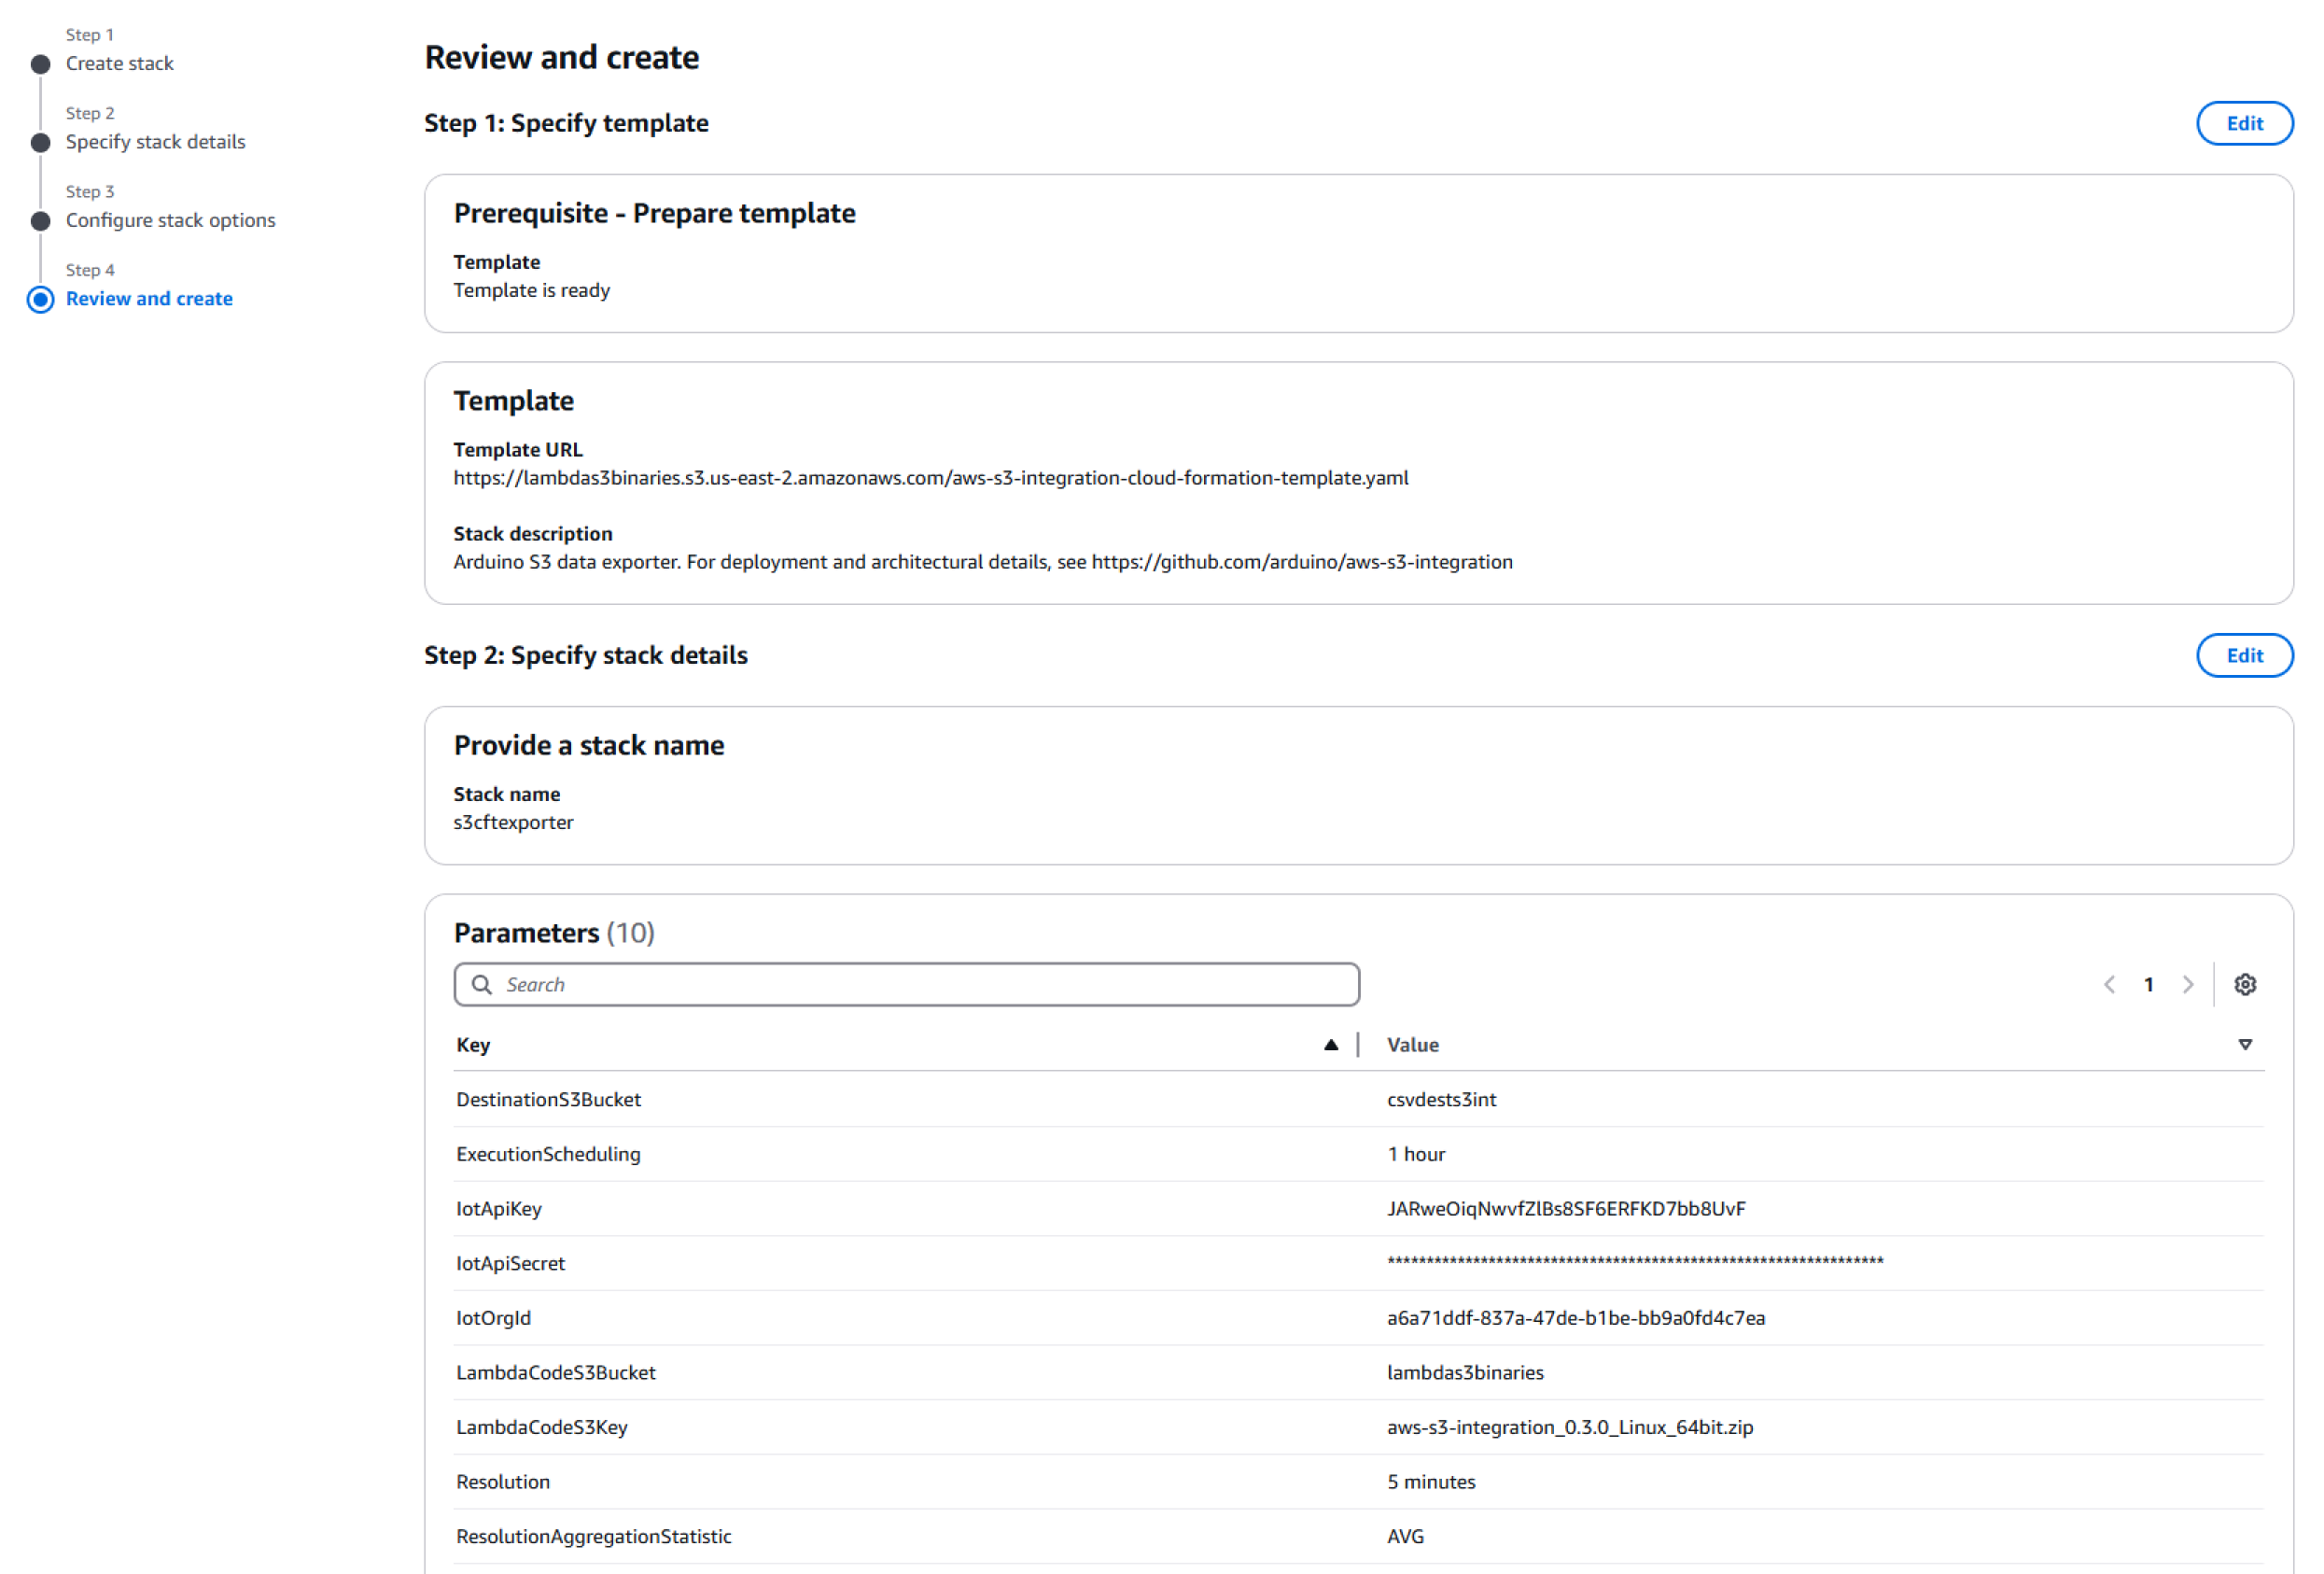 Step 1
Create stack
Step 2
Specify stack details
Step 3
Configure stack options
Step 4
Review and create
Review and create
Step 1: Specify template
Edit
Prerequisite - Prepare template
Template
Template is ready
Template
Template URL
https://lambdas3binaries.s3.us-east-2.amazonaws.com/aws-s3-integration-cloud-formation-template.yaml
Stack description
Arduino S3 data exporter. For deployment and architectural details, see https://github.com/arduino/aws-s3-integration
Step 2: Specify stack details
Edit
Provide a stack name
Stack name
s3cftexporter
Parameters (10)
Search
1
Key Value
DestinationS3Bucket csvdests3int
ExecutionScheduling 1 hour
IotApiKey JARweOiqNwvfZlBs8SF6ERFKD7bb8UvF
IotApiSecret ****************************************************************
IotOrgId a6a71ddf-837a-47de-b1be-bb9a0fd4c7ea
LambdaCodeS3Bucket lambdas3binaries
LambdaCodeS3Key aws-s3-integration_0.3.0_Linux_64bit.zip
Resolution 5 minutes
ResolutionAggregationStatistic AVG